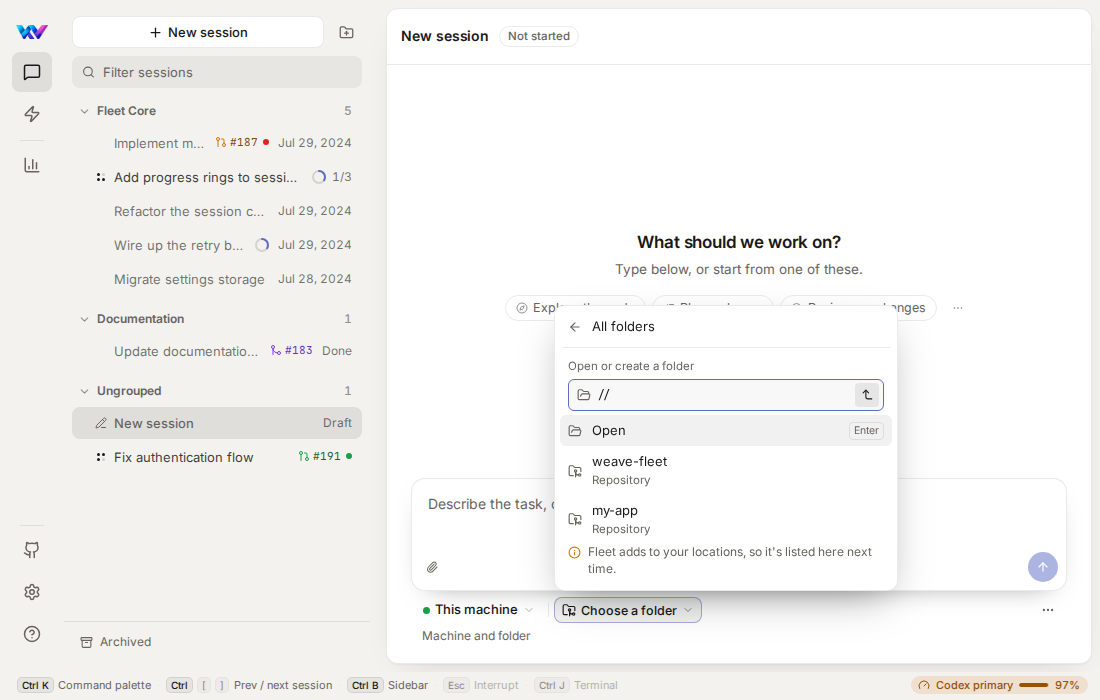 New session
Filter sessions
Fleet Core 5
Implement m... #187 Jul 29, 2024
Add progress rings to sessi... 1/3
Refactor the session c... Jul 29, 2024
Wire up the retry b... Jul 29, 2024
Migrate settings storage Jul 28, 2024
Documentation 1
Update documentatio... #183 Done
Ungrouped 1
New session Draft
Fix authentication flow #191
Archived
New session Not started
What should we work on?
Type below, or start from one of these.
All folders
Open or create a folder
//
Open Enter
weave-fleet
Repository
my-app
Repository
Fleet adds to your locations, so it's listed here next
time.
Describe the task,
This machine Choose a folder
Machine and folder
Ctrl K Command palette Ctrl [ ] Prev / next session Ctrl B Sidebar Esc Interrupt Ctrl J Terminal
Codex primary 97%